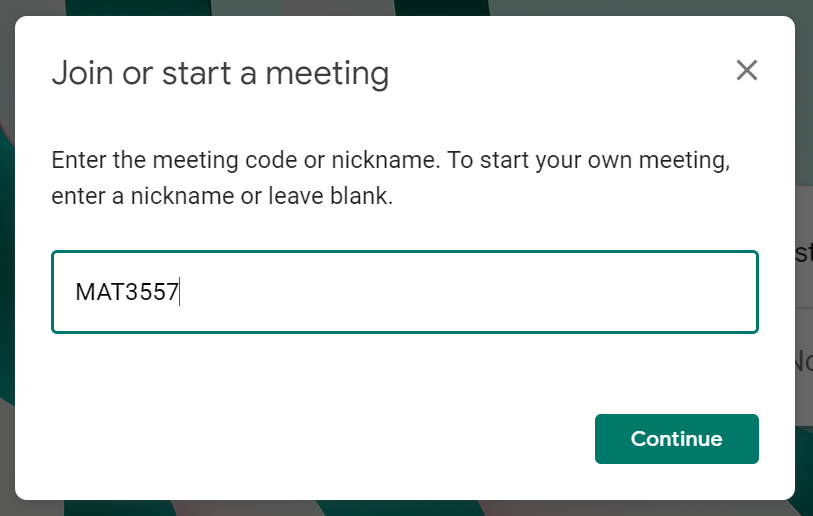 Join or start a meeting
Enter the meeting code or nickname. To start your own meeting,
enter a nickname or leave blank.
MAT3557
Continue